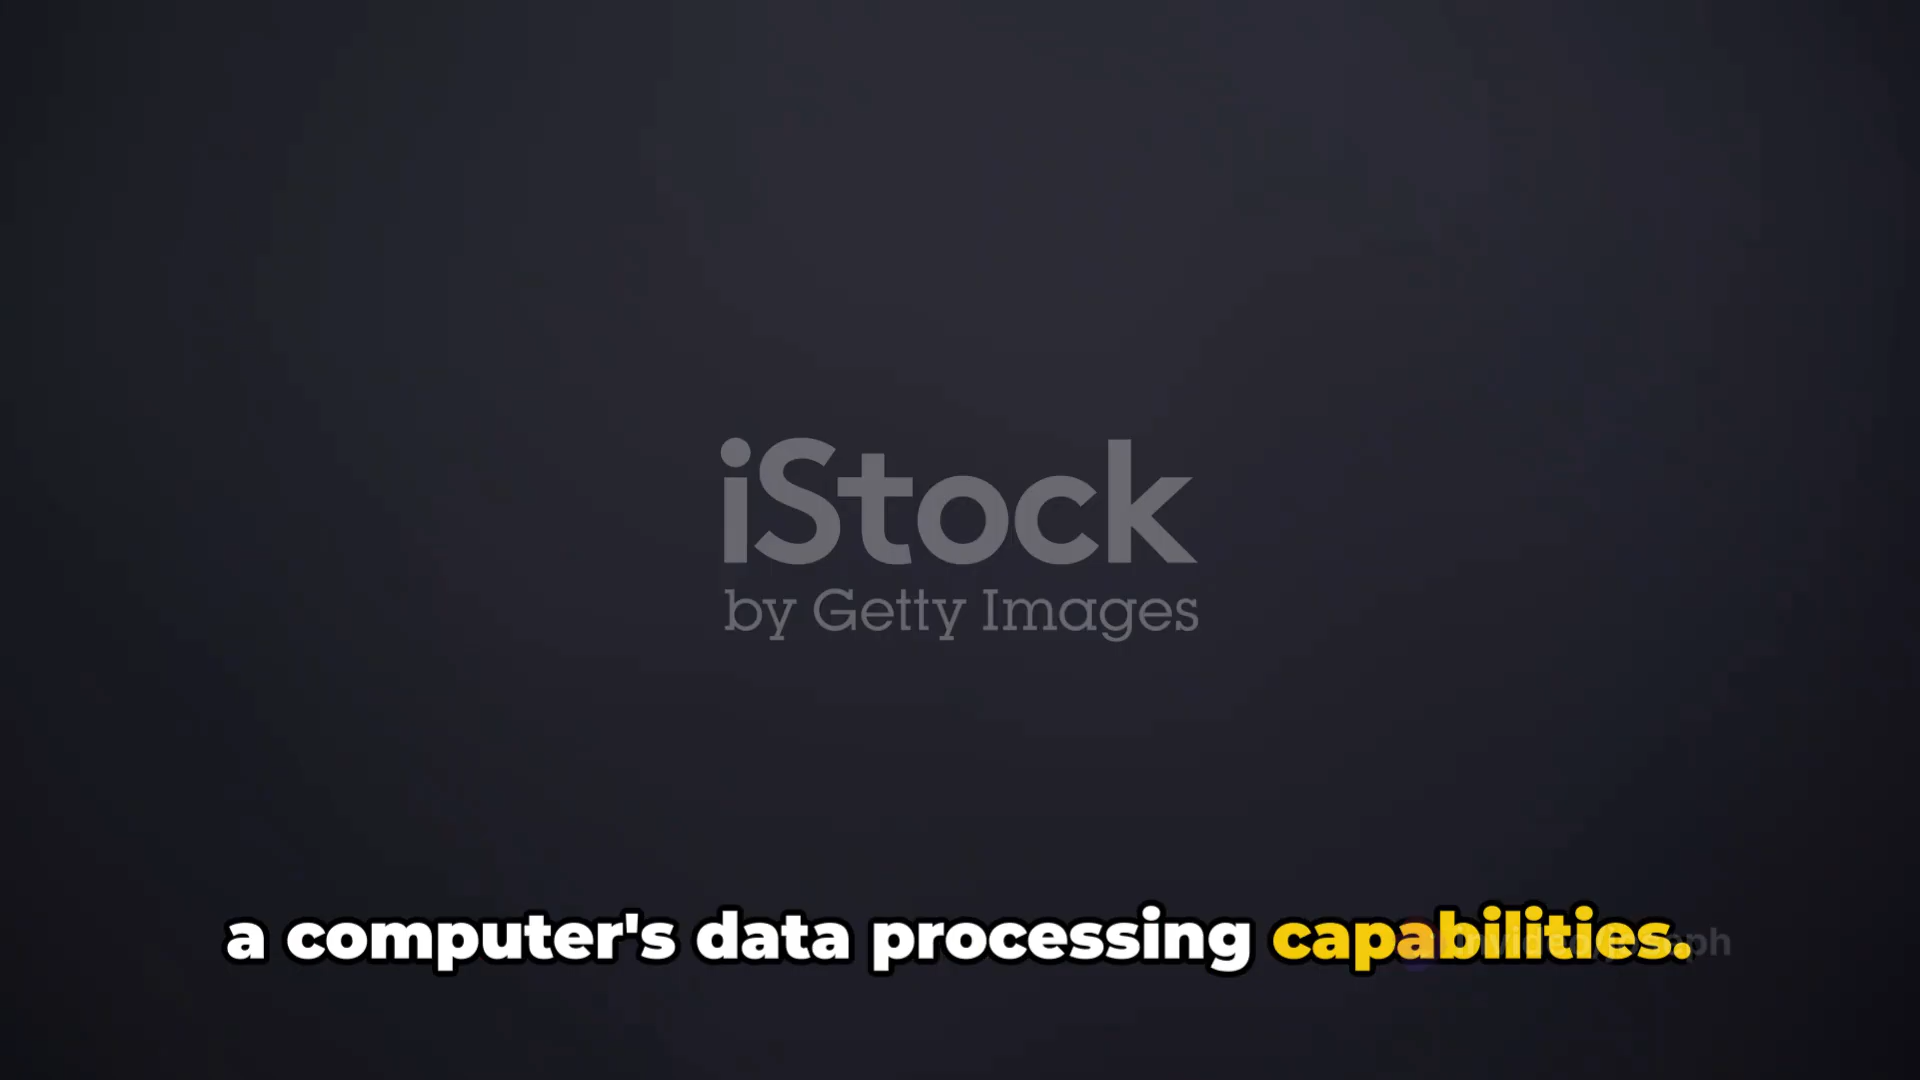 iStock
by Getty Images
a computer's data processing capabilities.